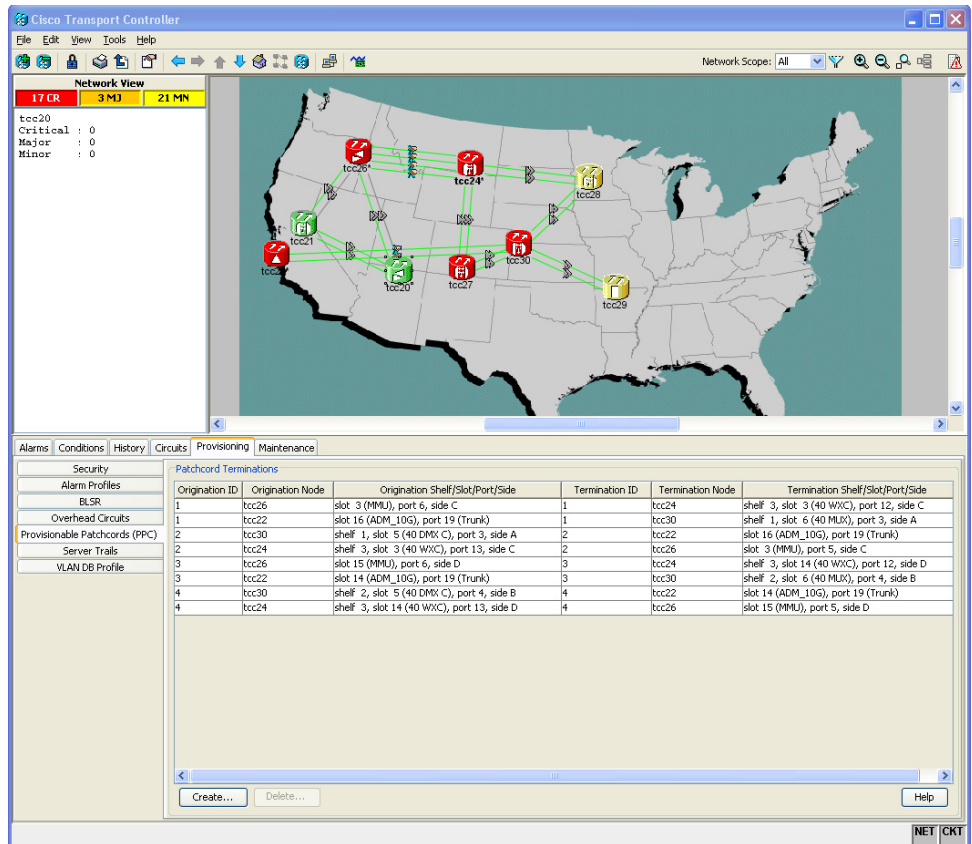 Cisco Transport Controller
File Edit View Tools Help
Network Scope: All
Network View
17 CR 3 MJ 21 MN
tcc20
Critical : 0
Major : 0
Minor : 0
tcc26*
tcc24*
tcc28
tcc21
tcc30
tcc20
tcc27
tcc29
Alarms Conditions History Circuits Provisioning Maintenance
Security
Alarm Profiles
BLSR
Overhead Circuits
Provisionable Patchcords (PPC)
Server Trails
VLAN DB Profile
Patchcord Terminations
Origination ID Origination Node Origination Shelf/Slot/Port/Side Termination ID Termination Node Termination Shelf/Slot/Port/Side
1 tcc26 slot 3 (MMU), port 6, side C 1 tcc24 shelf 3, slot 3 (40 WXC), port 12, side C
1 tcc22 slot 16 (ADM_10G), port 19 (Trunk) 1 tcc30 shelf 1, slot 6 (40 MUX), port 3, side A
2 tcc30 shelf 1, slot 5 (40 DMX C), port 3, side A 2 tcc22 slot 16 (ADM_10G), port 19 (Trunk)
2 tcc24 shelf 3, slot 3 (40 WXC), port 13, side C 2 tcc26 slot 3 (MMU), port 5, side C
3 tcc26 slot 15 (MMU), port 6, side D 3 tcc24 shelf 3, slot 14 (40 WXC), port 12, side D
3 tcc22 slot 14 (ADM_10G), port 19 (Trunk) 3 tcc30 shelf 2, slot 6 (40 MUX), port 4, side B
4 tcc30 shelf 2, slot 5 (40 DMX C), port 4, side B 4 tcc22 slot 14 (ADM_10G), port 19 (Trunk)
4 tcc24 shelf 3, slot 14 (40 WXC), port 13, side D 4 tcc26 slot 15 (MMU), port 5, side D
Create... Delete... Help
NET CKT